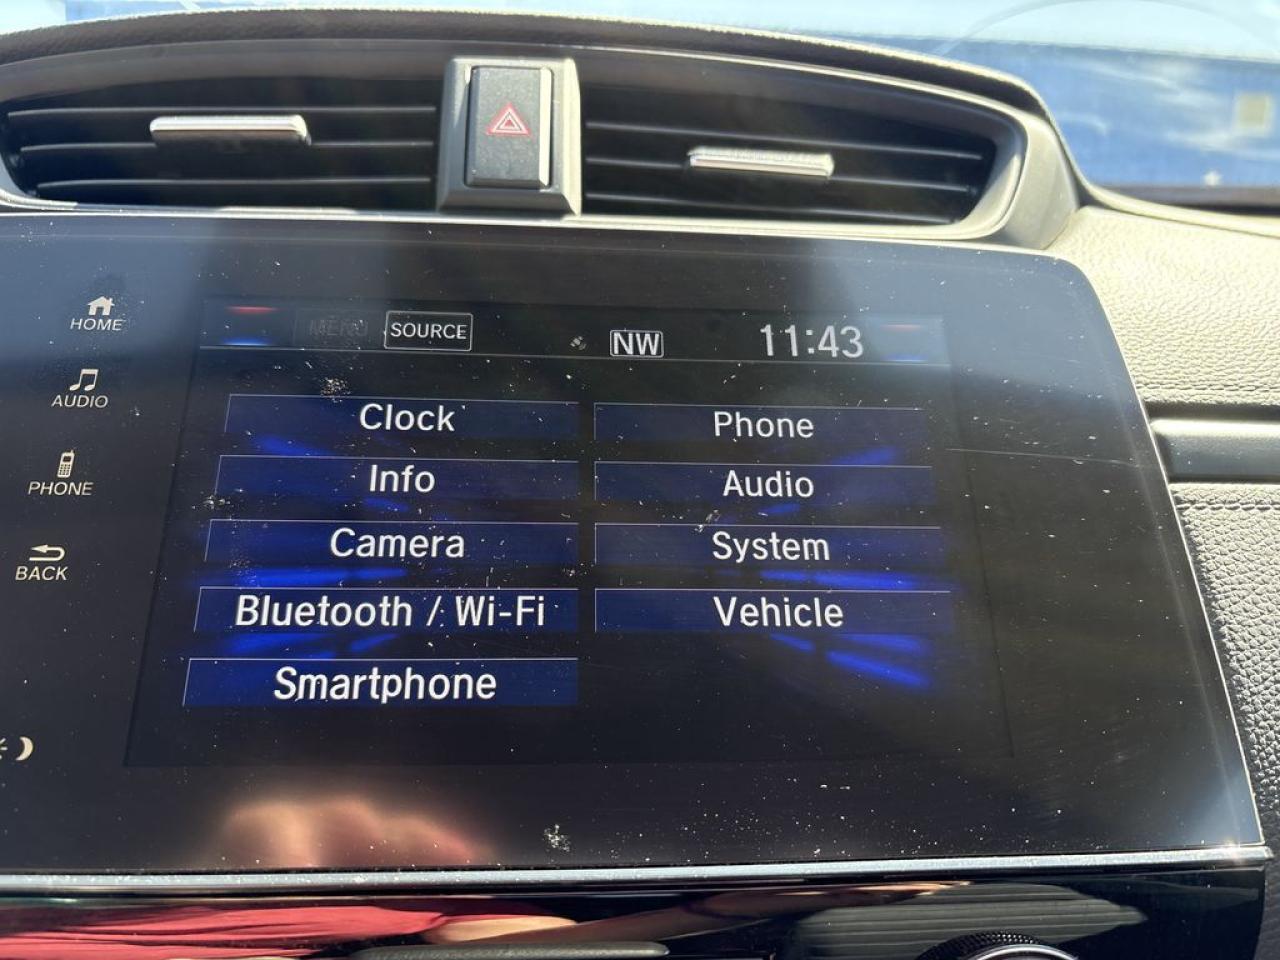 HOME
AUDIO
PHONE
BACK
MENU
SOURCE
NW
11:43
Clock
Phone
Info
Audio
Camera
System
Bluetooth / Wi-Fi
Vehicle
Smartphone